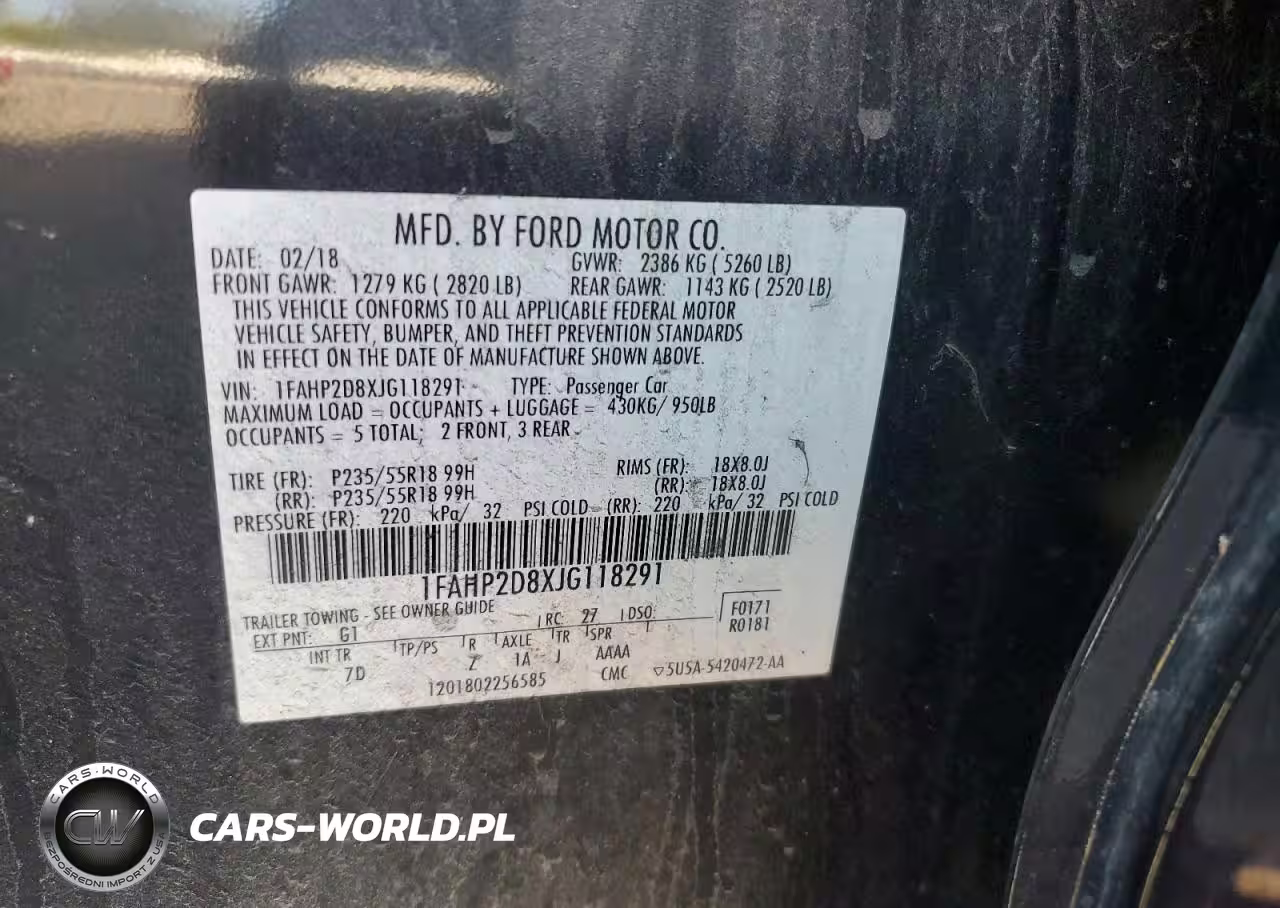 MFD. BY FORD MOTOR CO.
DATE: 02/18 GVWR: 2386 KG ( 5260 LB)
FRONT GAWR: 1279 KG ( 2820 LB) REAR GAWR: 1143 KG ( 2520 LB)
THIS VEHICLE CONFORMS TO ALL APPLICABLE FEDERAL MOTOR
VEHICLE SAFETY, BUMPER, AND THEFT PREVENTION STANDARDS
IN EFFECT ON THE DATE OF MANUFACTURE SHOWN ABOVE.
VIN: 1FAHP2D8XJG118291 TYPE: Passenger Car
MAXIMUM LOAD = OCCUPANTS + LUGGAGE = 430KG/ 950LB
OCCUPANTS = 5 TOTAL; 2 FRONT, 3 REAR
TIRE (FR): P235/55R18 99H RIMS (FR): 18X8.0J
(RR): P235/55R18 99H (RR): 18X8.0J
PRESSURE (FR): 220 kPa/ 32 PSI COLD (RR): 220 kPa/ 32 PSI COLD
1FAHP2D8XJG118291
TRAILER TOWING - SEE OWNER GUIDE
EXT PNT: G1 RC: 27 DSO: F0171
R0181
INT TR TP/PS R AXLE TR SPR
7D Z 1A J AAAA
1201802256585 CMC ▽5U5A-5420472-AA
CARS-WORLD
CW
BEZPOŚREDNI IMPORT Z USA
CARS-WORLD.PL